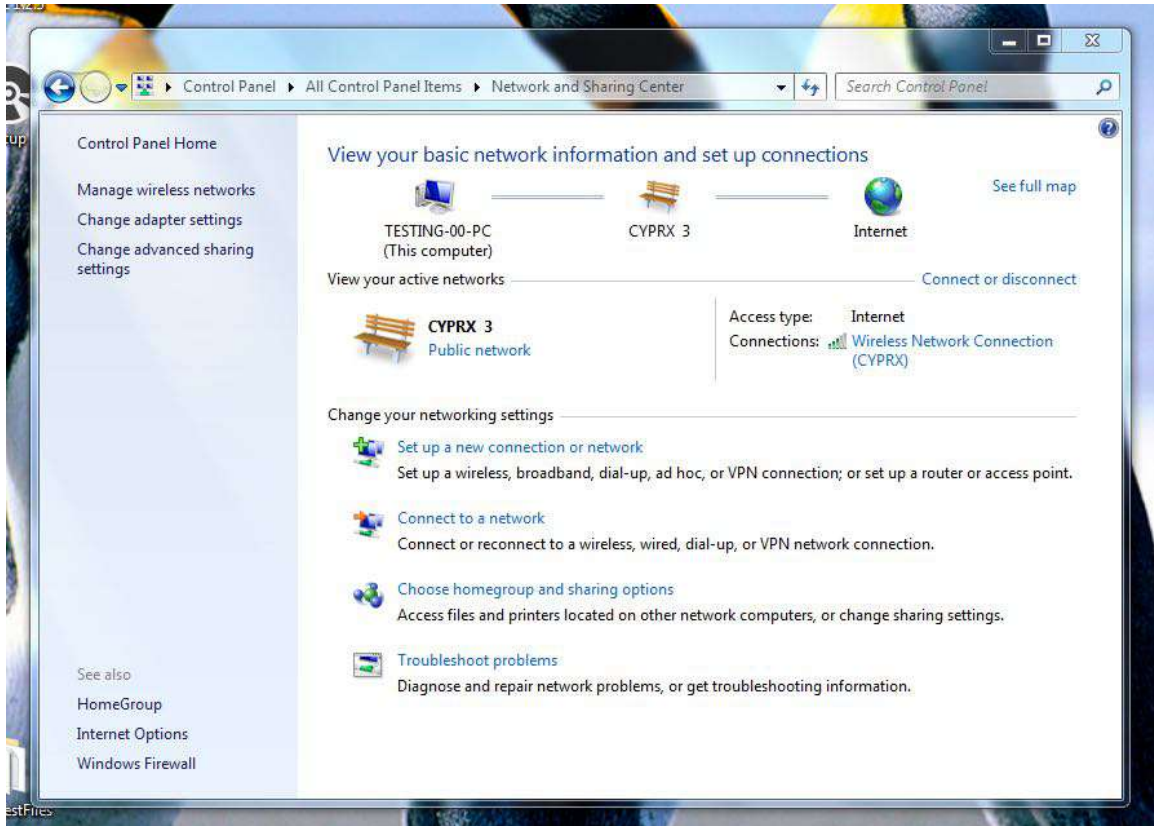 Control Panel
All Control Panel Items
Network and Sharing Center
Search Control Panel
Control Panel Home
Manage wireless networks
Change adapter settings
Change advanced sharing
settings
See also
HomeGroup
Internet Options
Windows Firewall
View your basic network information and set up connections
See full map
TESTING-00-PC
(This computer)
CYPRX 3
Internet
View your active networks
Connect or disconnect
CYPRX 3
Public network
Access type: Internet
Connections: Wireless Network Connection
(CYPRX)
Change your networking settings
Set up a new connection or network
Set up a wireless, broadband, dial-up, ad hoc, or VPN connection; or set up a router or access point.
Connect to a network
Connect or reconnect to a wireless, wired, dial-up, or VPN network connection.
Choose homegroup and sharing options
Access files and printers located on other network computers, or change sharing settings.
Troubleshoot problems
Diagnose and repair network problems, or get troubleshooting information.